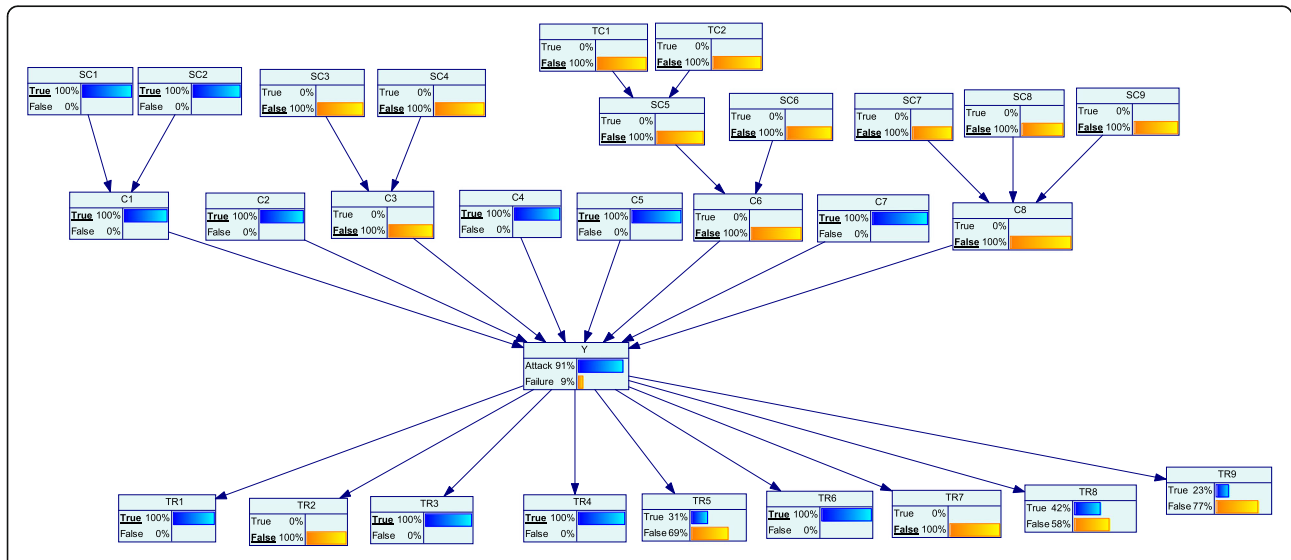 TC1
True 0%
False 100%
TC2
True 0%
False 100%
SC1
True 100%
False 0%
SC2
True 100%
False 0%
SC3
True 0%
False 100%
SC4
True 0%
False 100%
SC5
True 0%
False 100%
SC6
True 0%
False 100%
SC7
True 0%
False 100%
SC8
True 0%
False 100%
SC9
True 0%
False 100%
C1
True 100%
False 0%
C2
True 100%
False 0%
C3
True 0%
False 100%
C4
True 100%
False 0%
C5
True 100%
False 0%
C6
True 0%
False 100%
C7
True 100%
False 0%
C8
True 0%
False 100%
Y
Attack 91%
Failure 9%
TR1
True 100%
False 0%
TR2
True 0%
False 100%
TR3
True 100%
False 0%
TR4
True 100%
False 0%
TR5
True 31%
False 69%
TR6
True 100%
False 0%
TR7
True 0%
False 100%
TR8
True 42%
False 58%
TR9
True 23%
False 77%